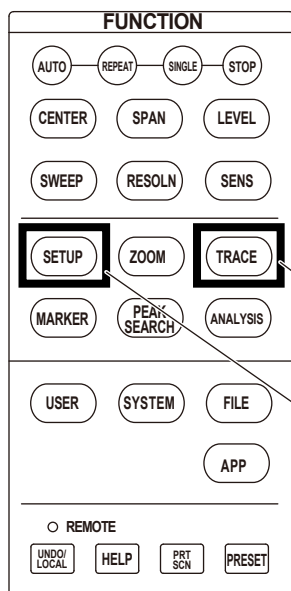 FUNCTION
AUTO REPEAT SINGLE STOP
CENTER SPAN LEVEL
SWEEP RESOLN SENS
SETUP ZOOM TRACE
MARKER PEAK SEARCH ANALYSIS
USER SYSTEM FILE
APP
REMOTE
UNDO/ LOCAL HELP PRT SCN PRESET